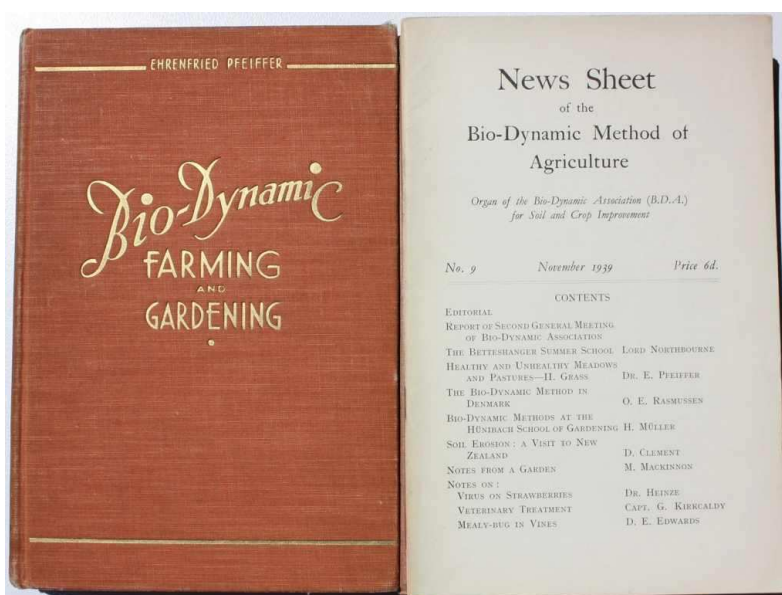 EHRENFRIED PFEIFFER
Bio-Dynamic
FARMING
AND
GARDENING
News Sheet
of the
Bio-Dynamic Method of
Agriculture
Organ of the Bio-Dynamic Association (B.D.A.)
for Soil and Crop Improvement
No. 9 November 1939 Price 6d.
CONTENTS
EDITORIAL
REPORT OF SECOND GENERAL MEETING
OF BIO-DYNAMIC ASSOCIATION
THE BETTESHANGER SUMMER SCHOOL LORD NORTHBOURNE
HEALTHY AND UNHEALTHY MEADOWS
AND PASTURES—II. GRASS DR. E. PFEIFFER
THE BIO-DYNAMIC METHOD IN
DENMARK O. E. RASMUSSEN
BIO-DYNAMIC METHODS AT THE
HÜNIBACH SCHOOL OF GARDENING H. MÜLLER
SOIL EROSION : A VISIT TO NEW
ZEALAND D. CLEMENT
NOTES FROM A GARDEN M. MACKINNON
NOTES ON :
VIRUS ON STRAWBERRIES DR. HEINZE
VETERINARY TREATMENT CAPT. G. KIRKCALDY
MEALY-BUG IN VINES D. E. EDWARDS